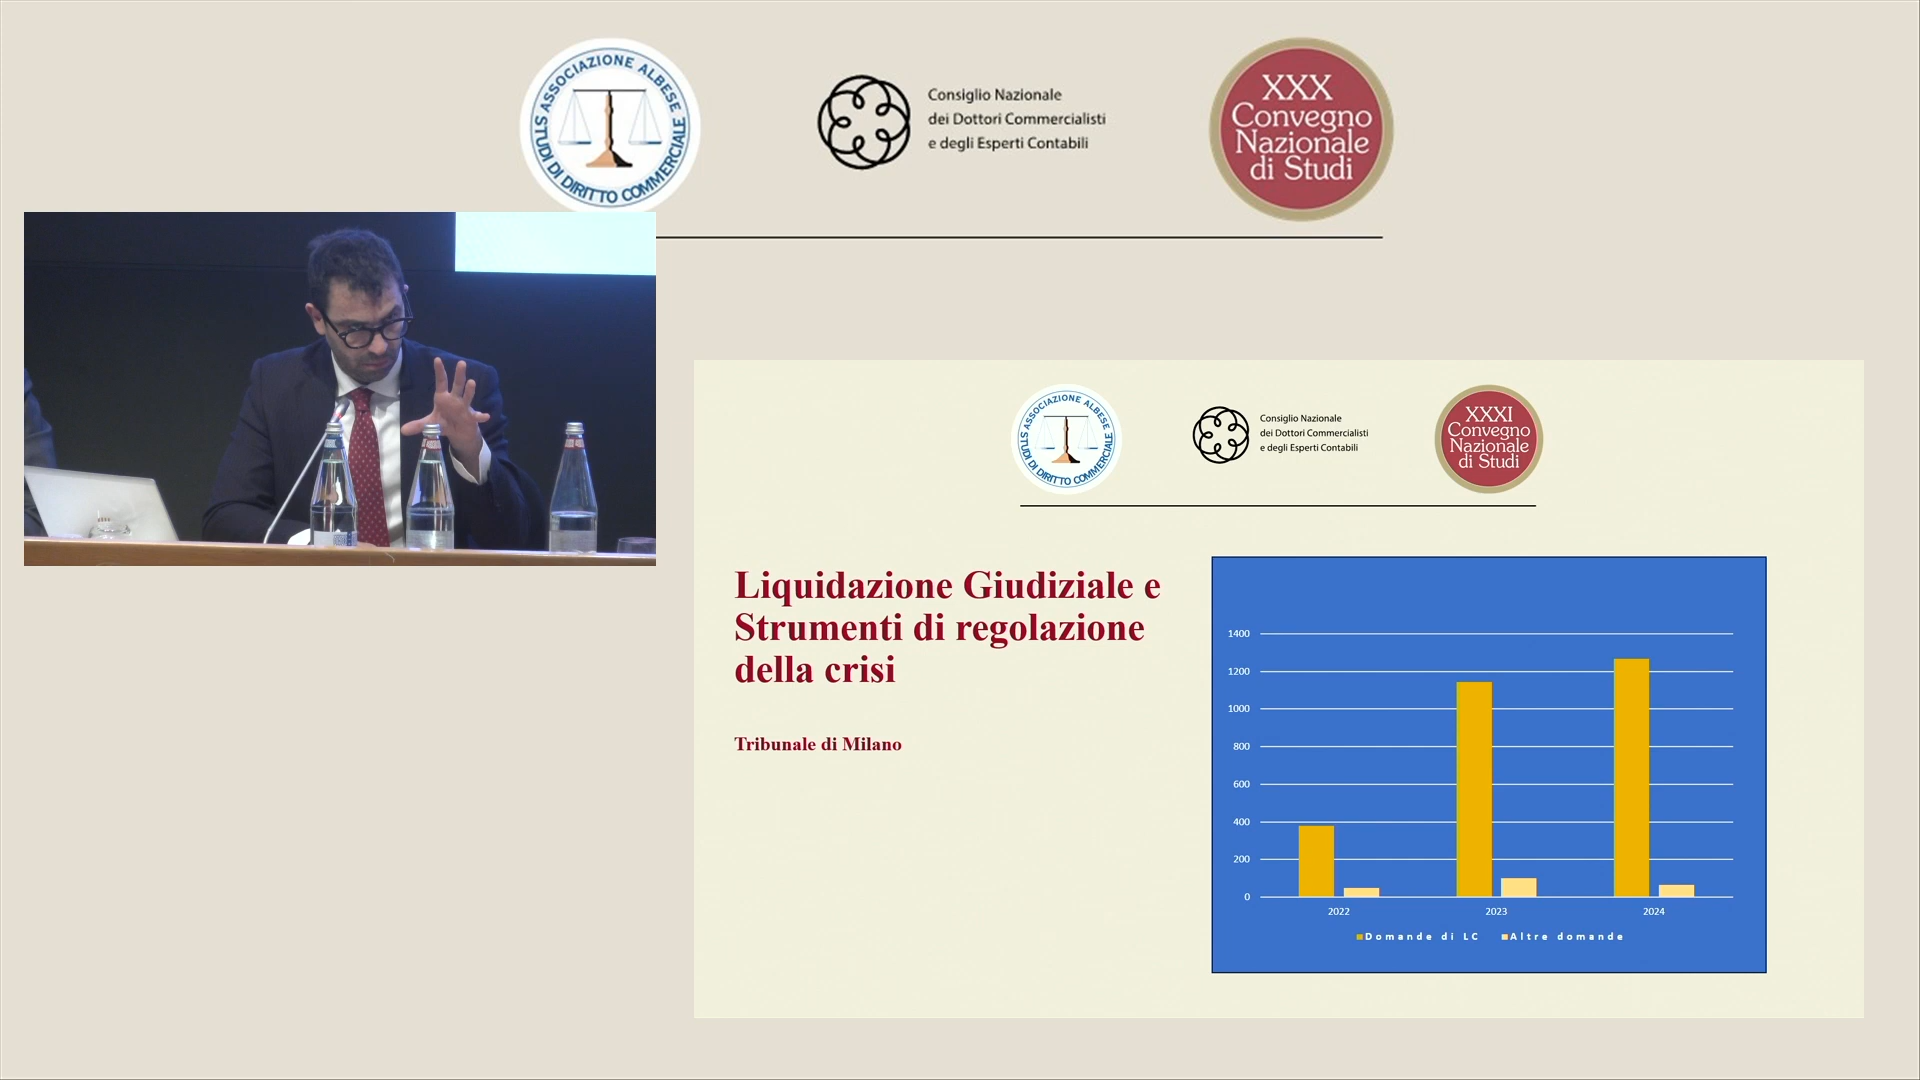 ASSOCIAZIONE ALBESE
STUDI DI DIRITTO COMMERCIALE
Consiglio Nazionale
dei Dottori Commercialisti
e degli Esperti Contabili
XXX
Convegno
Nazionale
di Studi
ASSOCIAZIONE ALBESE
STUDI DI DIRITTO COMMERCIALE
Consiglio Nazionale
dei Dottori Commercialisti
e degli Esperti Contabili
XXXI
Convegno
Nazionale
di Studi
Liquidazione Giudiziale e
Strumenti di regolazione
della crisi
Tribunale di Milano
1400
1200
1000
800
600
400
200
0
2022 2023 2024
Domande di LC Altre domande